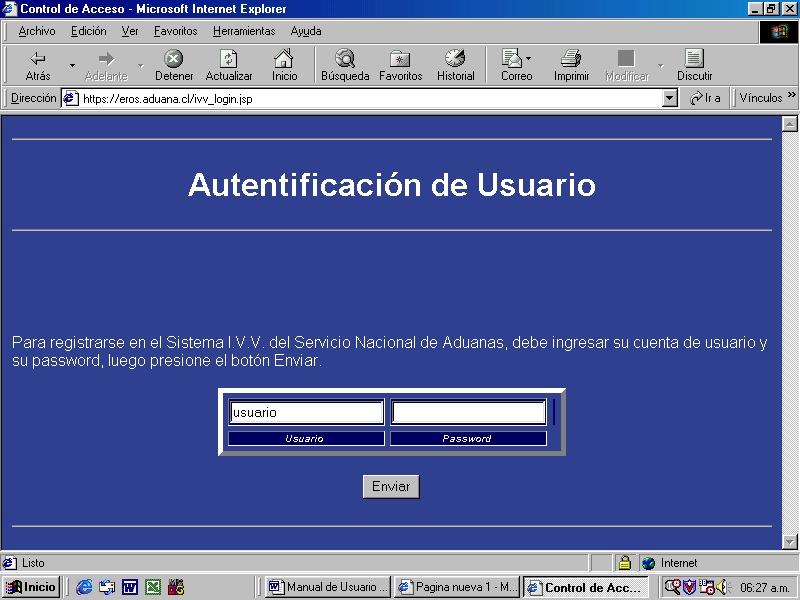 Control de Acceso - Microsoft Internet Explorer
Archivo Edición Ver Favoritos Herramientas Ayuda
Atrás Adelante Detener Actualizar Inicio Búsqueda Favoritos Historial Correo Imprimir Modificar Discutir
Dirección https://eros.aduana.cl/ivv_login.jsp Ir a Vínculos »
Autentificación de Usuario
Para registrarse en el Sistema I.V.V. del Servicio Nacional de Aduanas, debe ingresar su cuenta de usuario y
su password, luego presione el botón Enviar.
usuario
Usuario Password
Enviar
Listo Internet
Inicio Manual de Usuario ... Pagina nueva 1 - M... Control de Acc... 06:27 a.m.